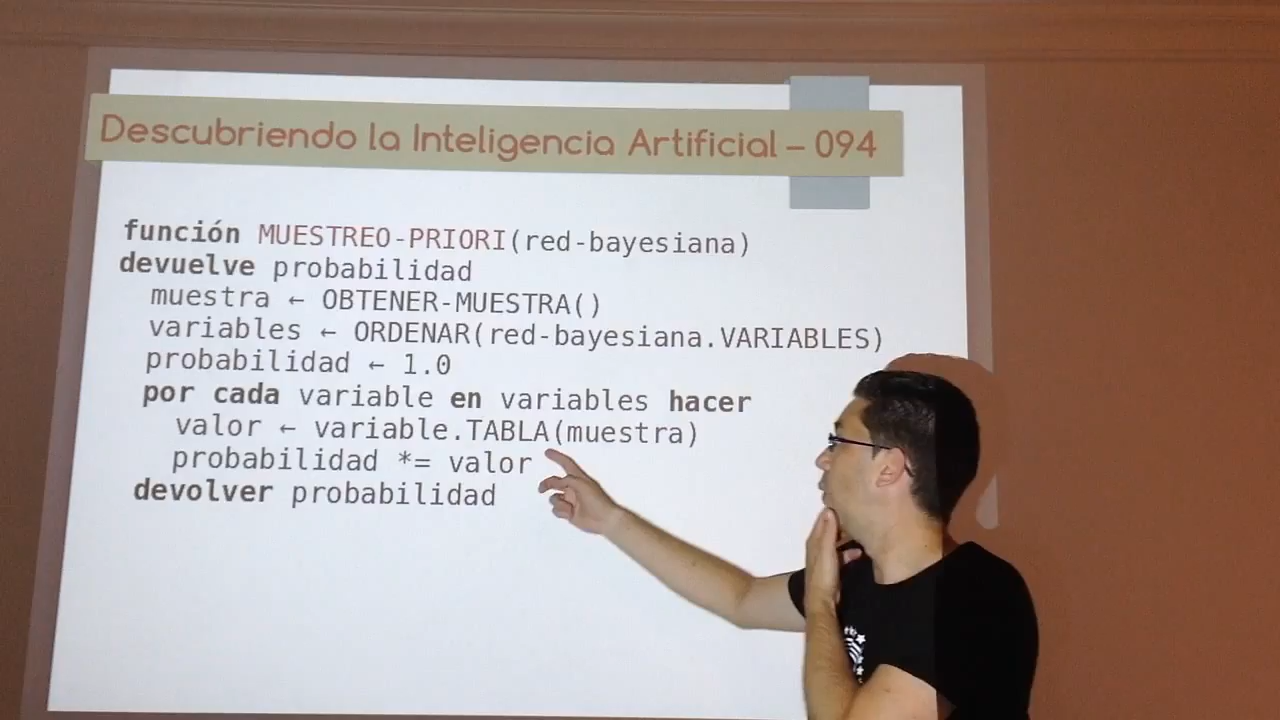 Descubriendo la Inteligencia Artificial – 094
función MUESTREO-PRIORI(red-bayesiana)
devuelve probabilidad
muestra ← OBTENER-MUESTRA()
variables ← ORDENAR(red-bayesiana.VARIABLES)
probabilidad ← 1.0
por cada variable en variables hacer
valor ← variable.TABLA(muestra)
probabilidad *= valor
devolver probabilidad